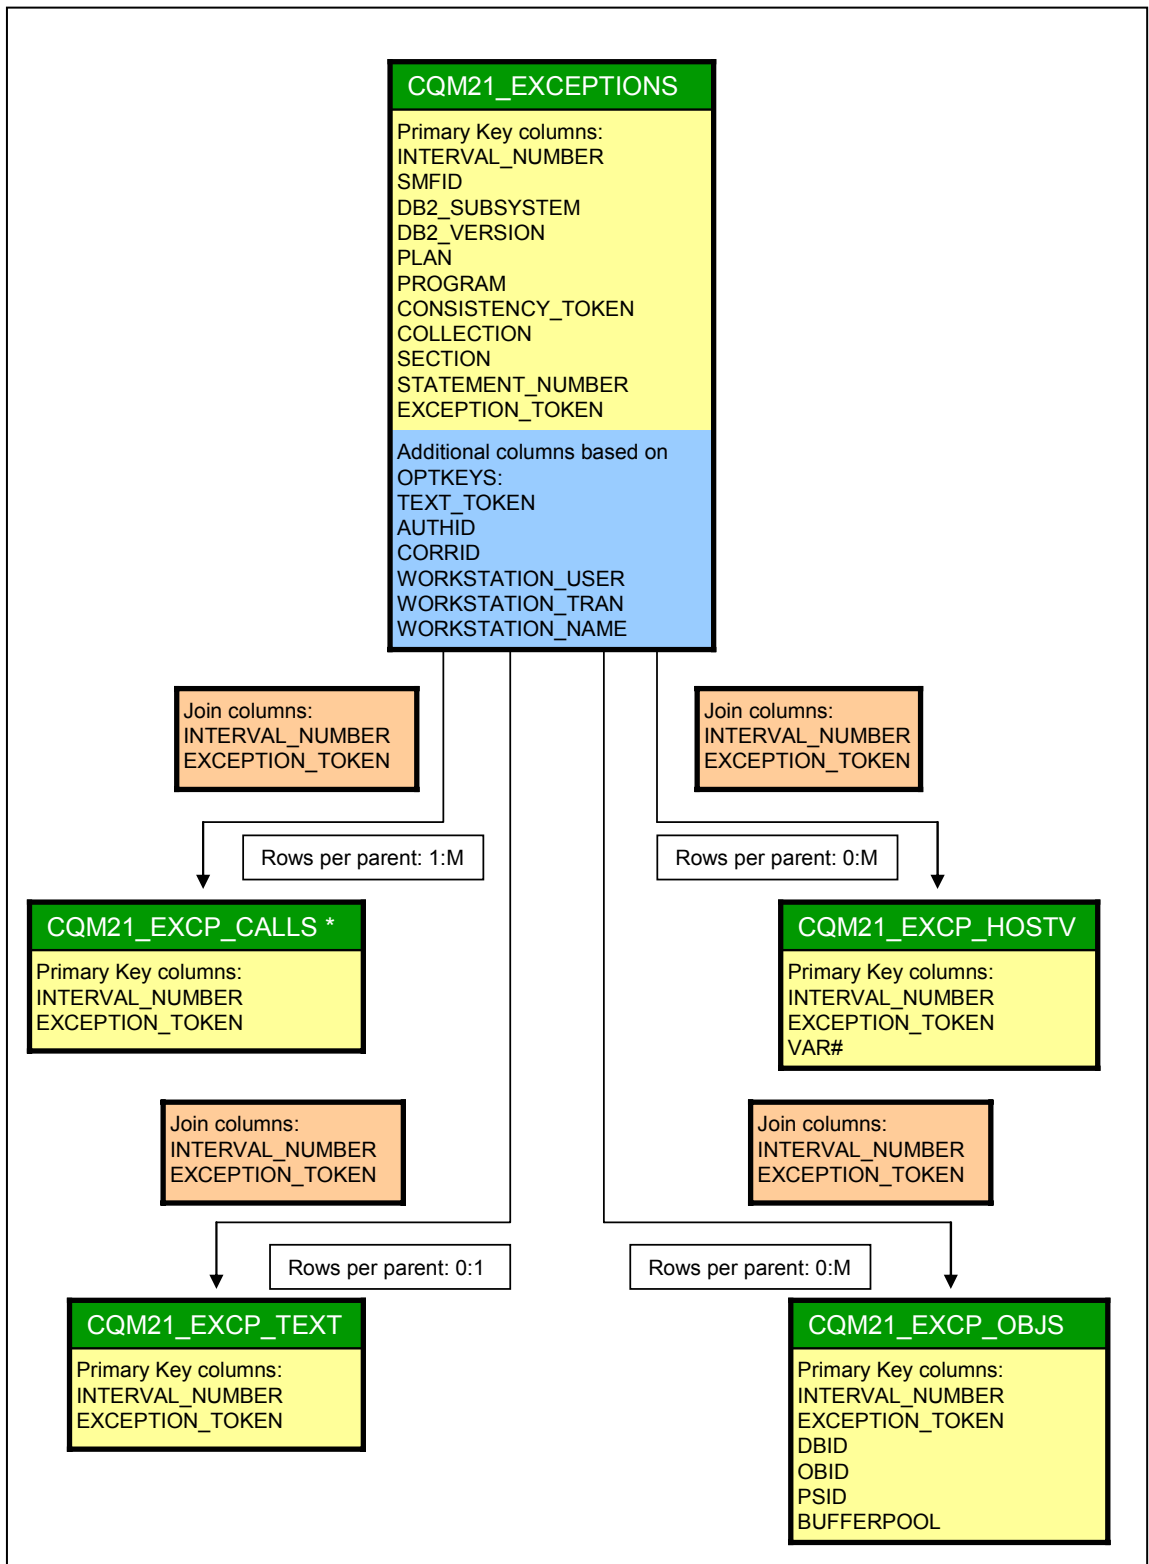 CQM21_EXCEPTIONS
Primary Key columns:
INTERVAL_NUMBER
SMFID
DB2_SUBSYSTEM
DB2_VERSION
PLAN
PROGRAM
CONSISTENCY_TOKEN
COLLECTION
SECTION
STATEMENT_NUMBER
EXCEPTION_TOKEN
Additional columns based on
OPTKEYS:
TEXT_TOKEN
AUTHID
CORRID
WORKSTATION_USER
WORKSTATION_TRAN
WORKSTATION_NAME
Join columns:
INTERVAL_NUMBER
EXCEPTION_TOKEN
Join columns:
INTERVAL_NUMBER
EXCEPTION_TOKEN
Rows per parent: 1:M
Rows per parent: 0:M
CQM21_EXCP_CALLS *
Primary Key columns:
INTERVAL_NUMBER
EXCEPTION_TOKEN
CQM21_EXCP_HOSTV
Primary Key columns:
INTERVAL_NUMBER
EXCEPTION_TOKEN
VAR#
Join columns:
INTERVAL_NUMBER
EXCEPTION_TOKEN
Join columns:
INTERVAL_NUMBER
EXCEPTION_TOKEN
Rows per parent: 0:1
Rows per parent: 0:M
CQM21_EXCP_TEXT
Primary Key columns:
INTERVAL_NUMBER
EXCEPTION_TOKEN
CQM21_EXCP_OBJS
Primary Key columns:
INTERVAL_NUMBER
EXCEPTION_TOKEN
DBID
OBID
PSID
BUFFERPOOL